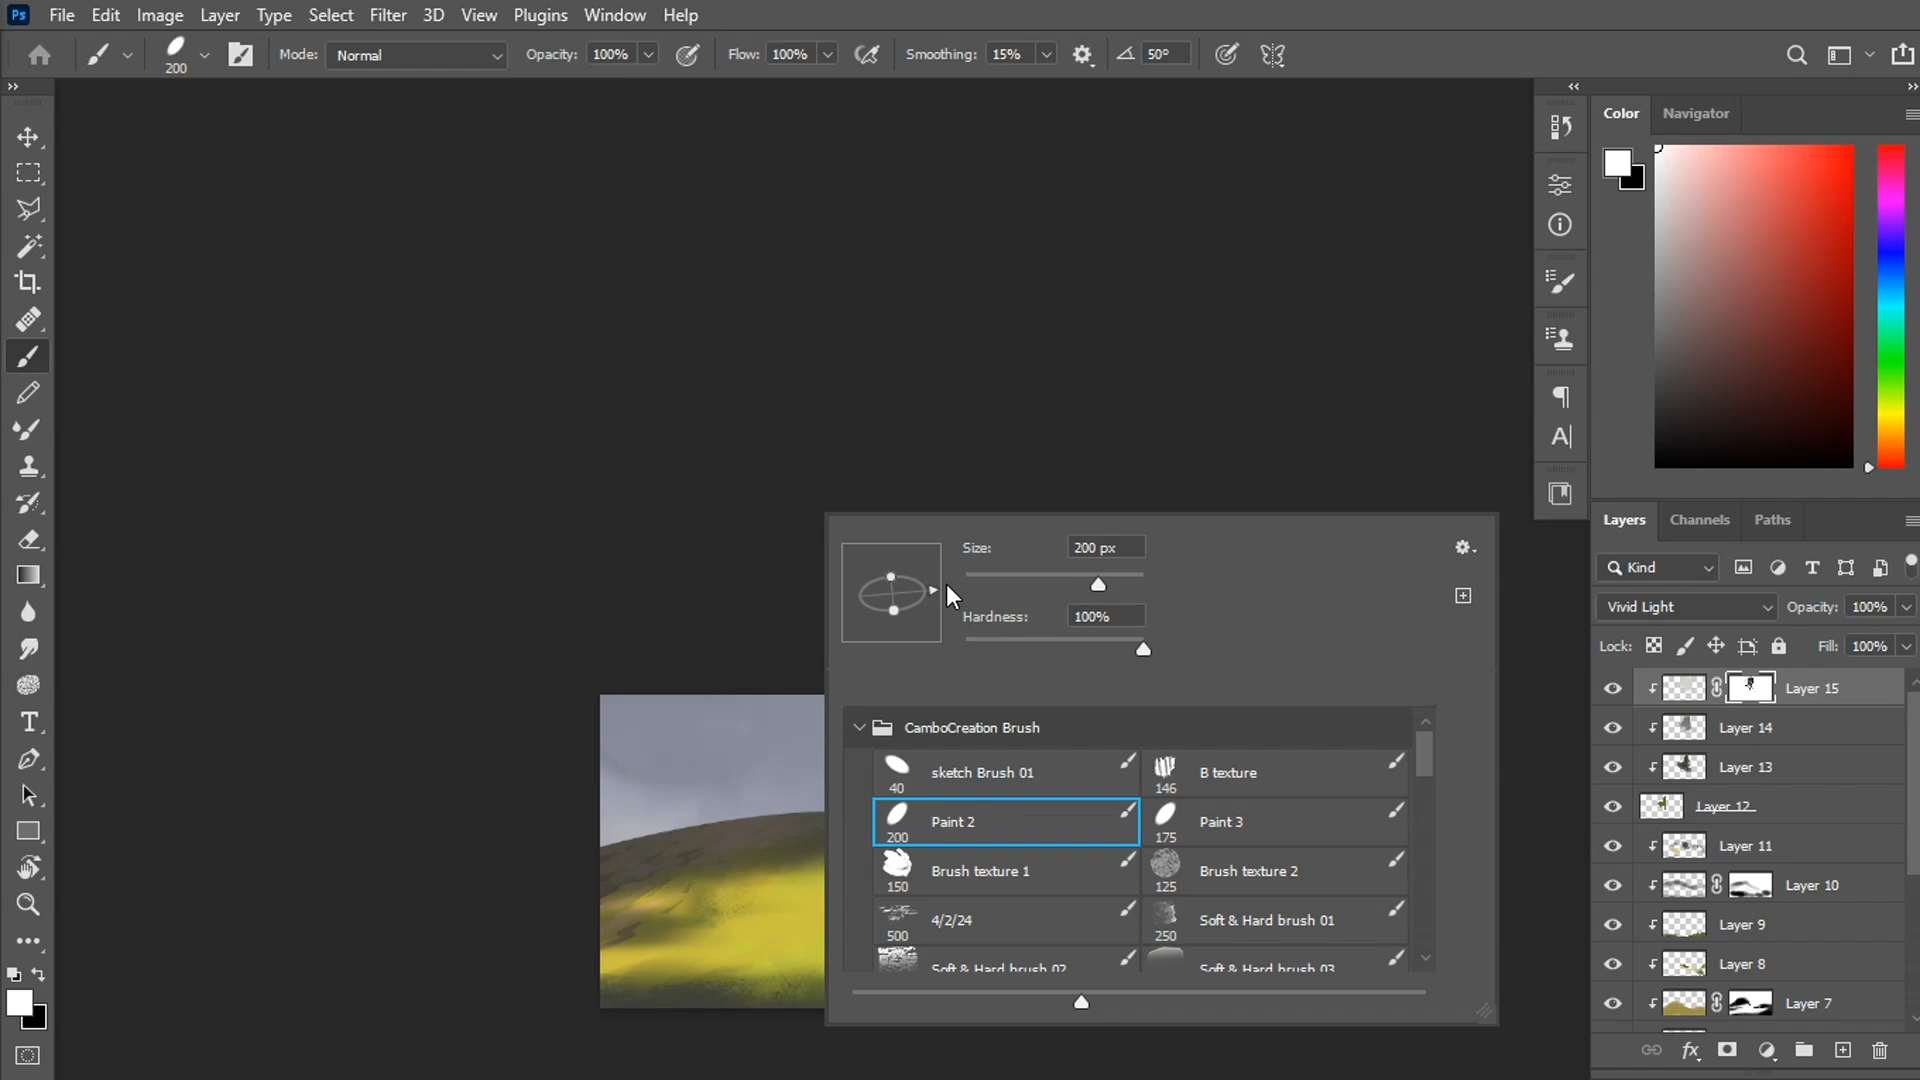 Ps File Edit Image Layer Type Select Filter 3D View Plugins Window Help
200 Mode: Normal Opacity: 100% Flow: 100% Smoothing: 15% 50°
Color Navigator
Size: 200 px
Hardness: 100%
CamboCreation Brush
sketch Brush 01 40
B texture 146
Paint 2 200
Paint 3 175
Brush texture 1 150
Brush texture 2 125
4/2/24 500
Soft & Hard brush 01 250
Soft & Hard brush 02
Soft & Hard brush 03
Layers Channels Paths
Kind
Vivid Light Opacity: 100%
Lock: Fill: 100%
Layer 15
Layer 14
Layer 13
Layer 12
Layer 11
Layer 10
Layer 9
Layer 8
Layer 7
fx